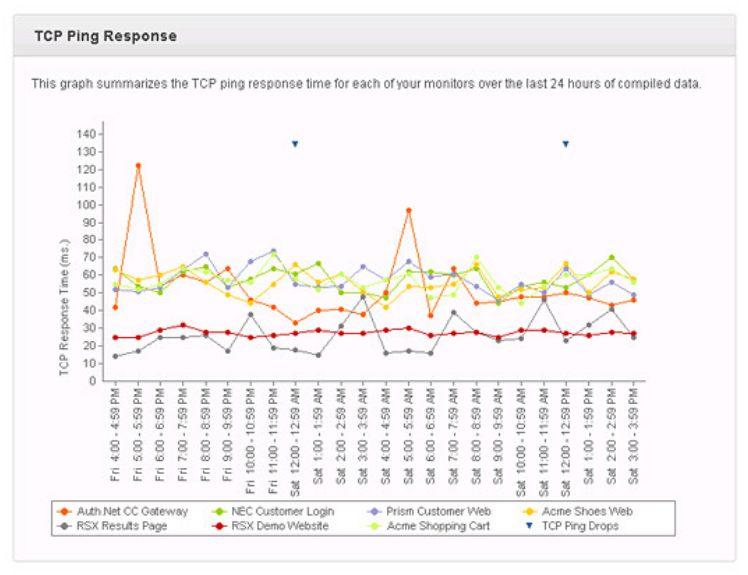 TCP Ping Response
This graph summarizes the TCP ping response time for each of your monitors over the last 24 hours of compiled data.
140
130
120
110
100
90
80
70
60
50
40
30
20
10
0
TCP Response Time (ms.)
Fri 4:00 - 4:59 PM
Fri 5:00 - 5:59 PM
Fri 6:00 - 6:59 PM
Fri 7:00 - 7:59 PM
Fri 8:00 - 8:59 PM
Fri 9:00 - 9:59 PM
Fri 10:00 - 10:59 PM
Fri 11:00 - 11:59 PM
Sat 12:00 - 12:59 AM
Sat 1:00 - 1:59 AM
Sat 2:00 - 2:59 AM
Sat 3:00 - 3:59 AM
Sat 4:00 - 4:59 AM
Sat 5:00 - 5:59 AM
Sat 6:00 - 6:59 AM
Sat 7:00 - 7:59 AM
Sat 8:00 - 8:59 AM
Sat 9:00 - 9:59 AM
Sat 10:00 - 10:59 AM
Sat 11:00 - 11:59 AM
Sat 12:00 - 12:59 PM
Sat 1:00 - 1:59 PM
Sat 2:00 - 2:59 PM
Sat 3:00 - 3:59 PM
Auth.Net CC Gateway NEC Customer Login Prism Customer Web Acme Shoes Web
RSX Results Page RSX Demo Website Acme Shopping Cart TCP Ping Drops